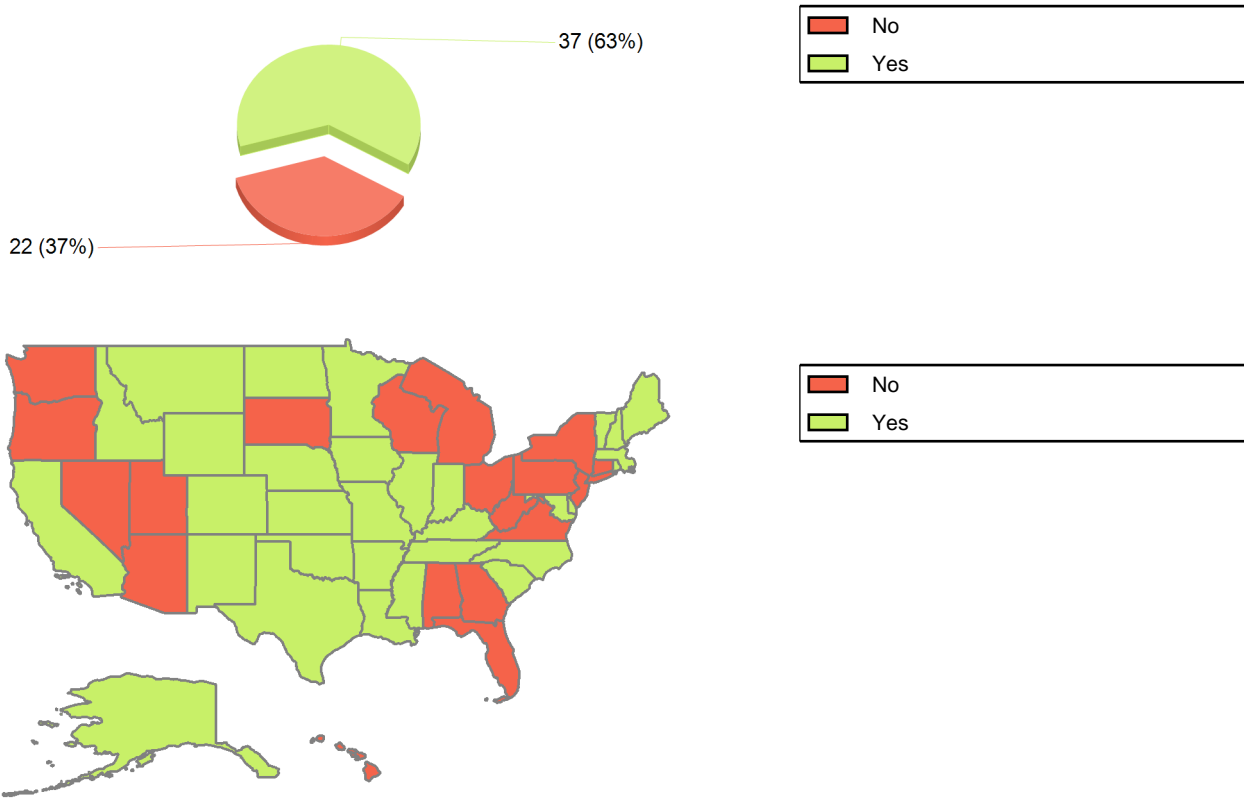 37 (63%)
22 (37%)
No
Yes
No
Yes